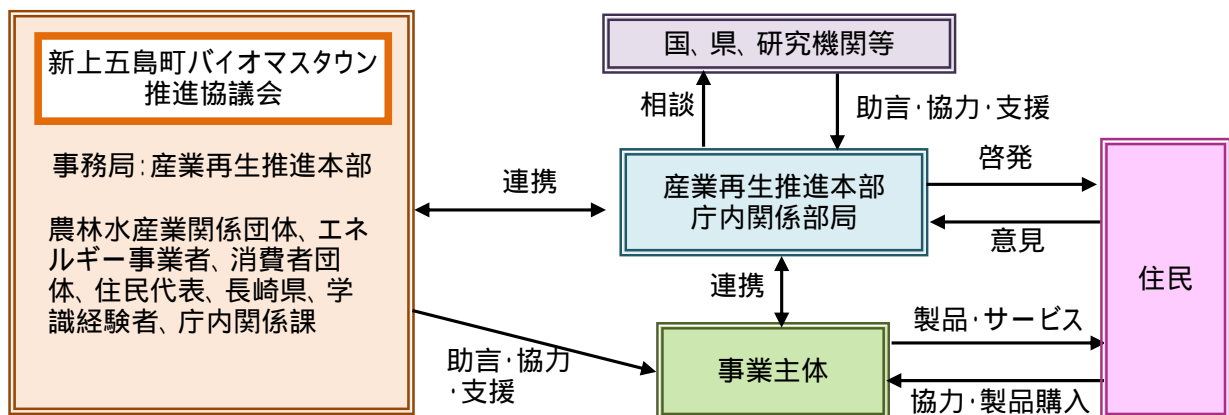 新上五島町バイオマスタウン
推進協議会
事務局:産業再生推進本部
農林水産業関係団体、エネ
ルギー事業者、消費者団
体、住民代表、長崎県、学
識経験者、庁内関係課
国、県、研究機関等
相談
助言・協力・支援
連携
産業再生推進本部
庁内関係部局
啓発
意見
住民
連携
製品・サービス
助言・協力
・支援
事業主体
協力・製品購入